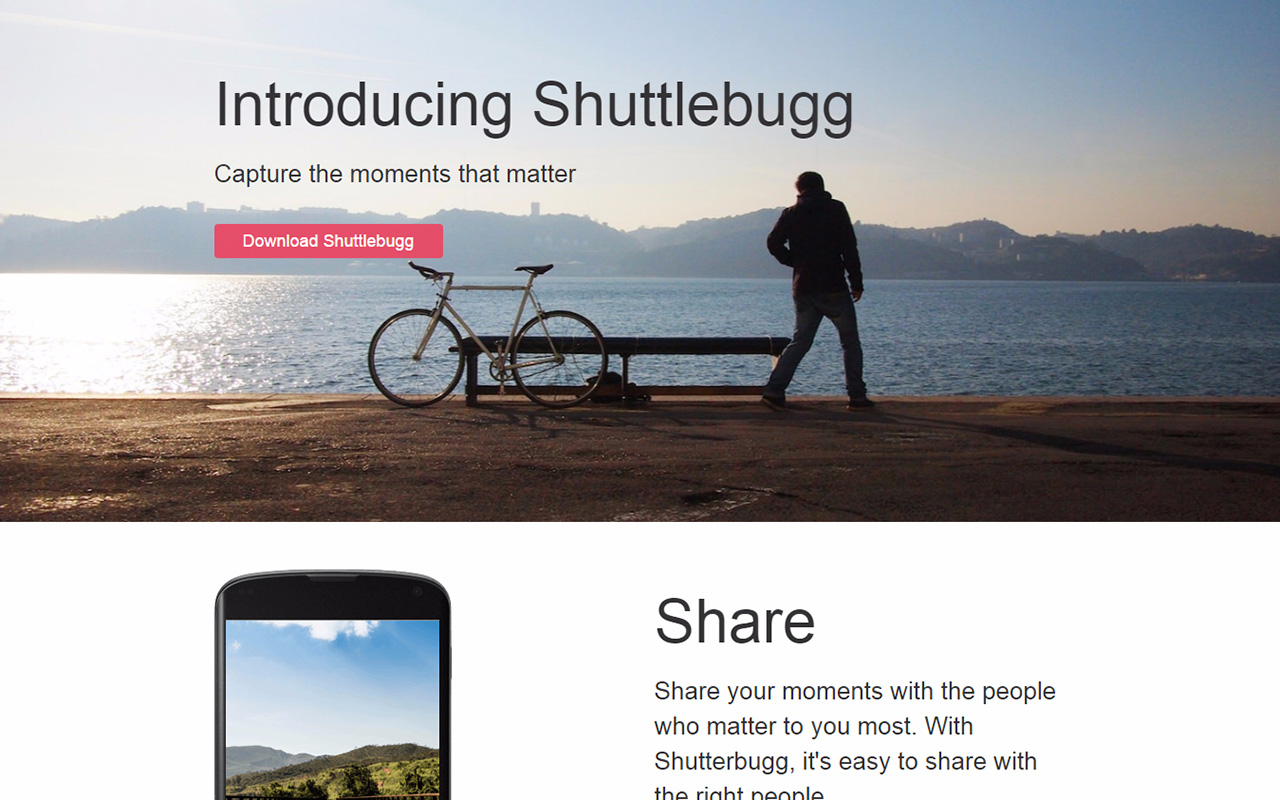 Introducing Shuttlebugg
Capture the moments that matter
Download Shuttlebugg
Share
Share your moments with the people
who matter to you most. With
Shutterbugg, it's easy to share with
the right people